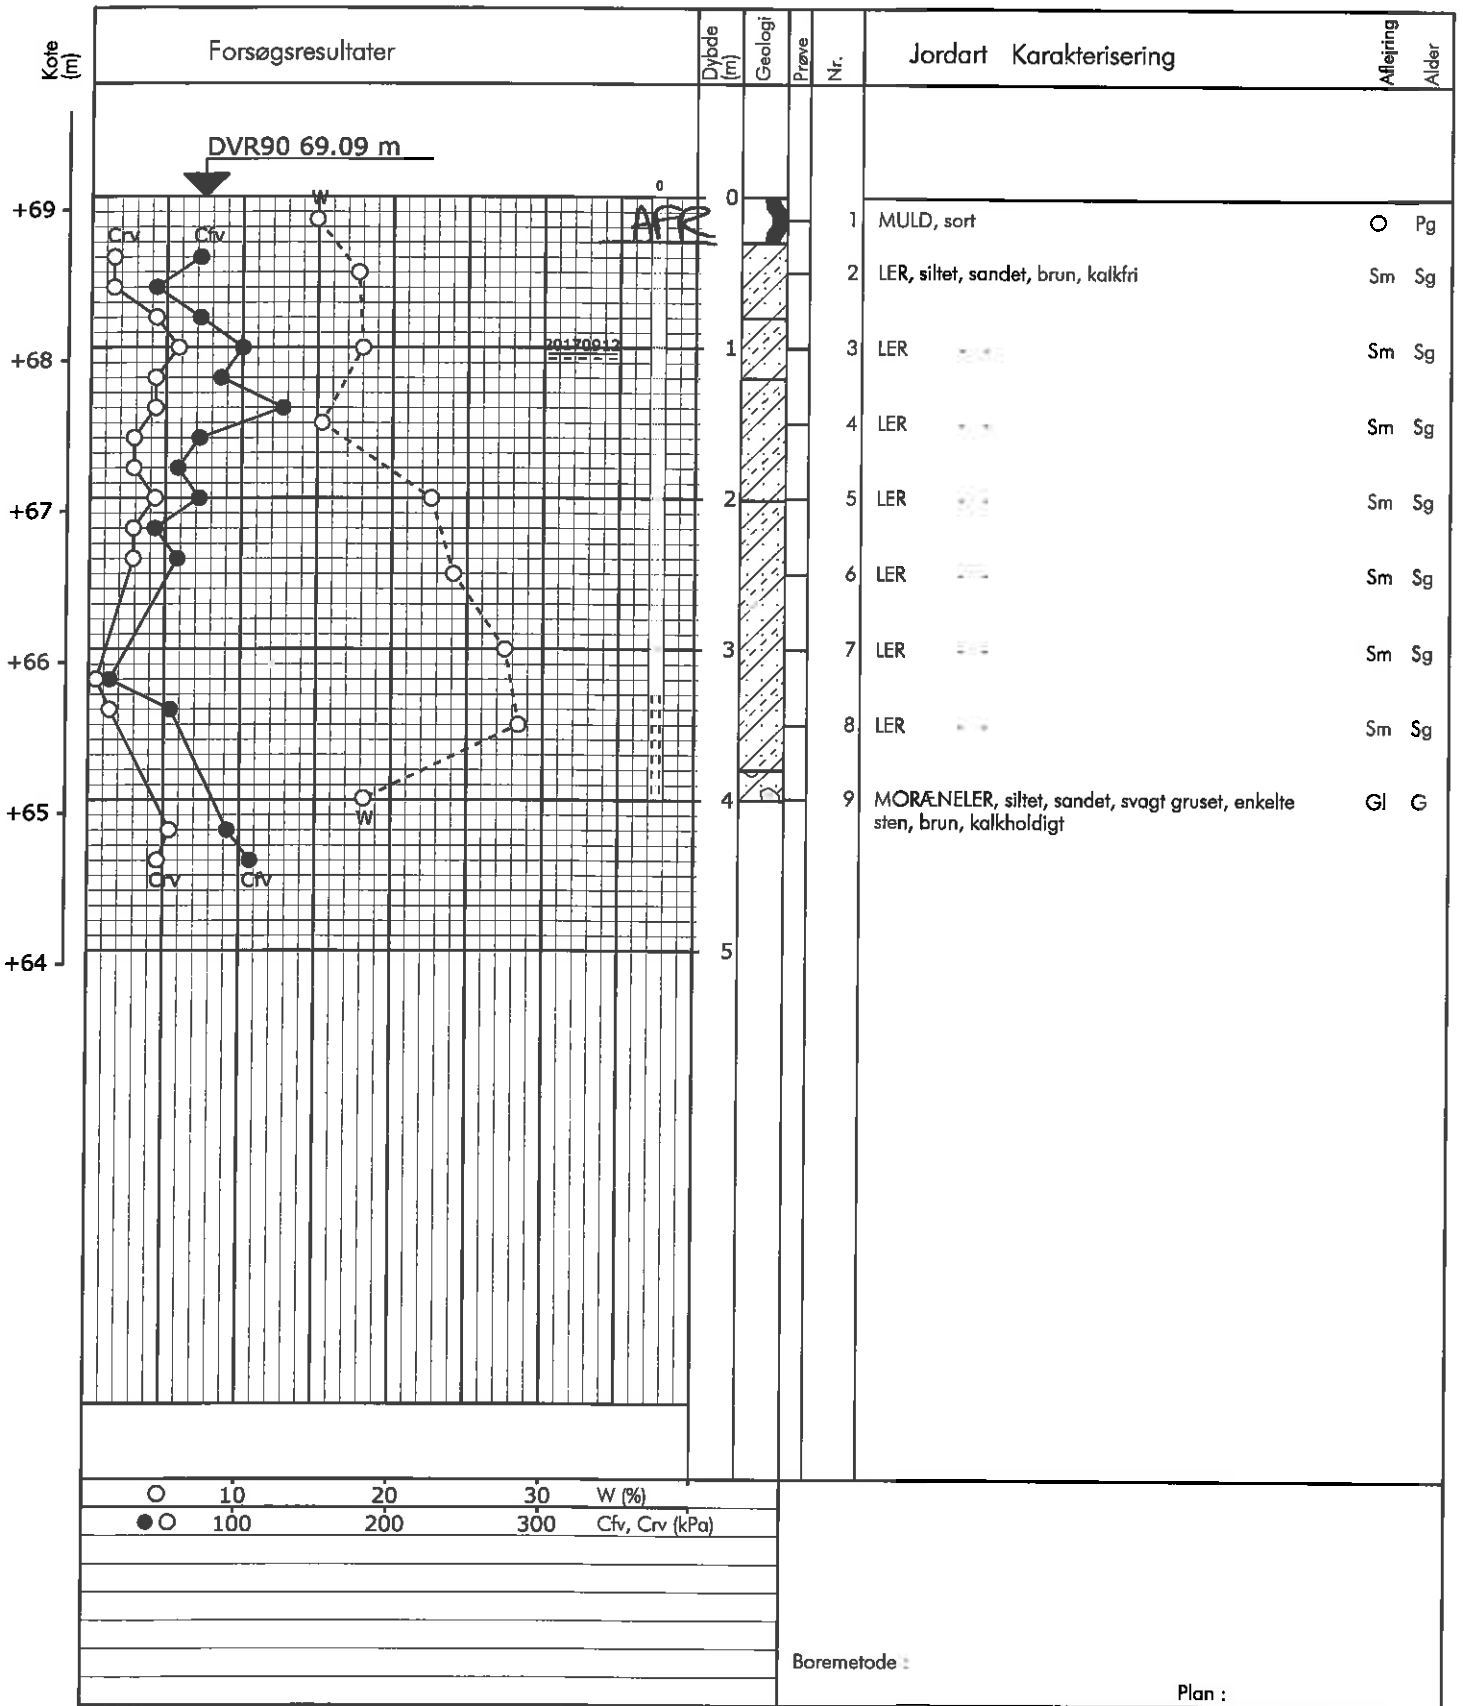 Kote (m)
Forsøgsresultater
Dybde (m)
Geologi
Prøve
Nr.
Jordart Karakterisering
Aflejring
Alder
DVR90 69.09 m
W
0
0
+69
AFR
1 MULD, sort O Pg
Crv
Cfv
2 LER, siltet, sandet, brun, kalkfri Sm Sg
20170912
1
3 LER " " Sm Sg
+68
4 LER " " Sm Sg
2
5 LER " " Sm Sg
+67
6 LER " " Sm Sg
3
7 LER " " Sm Sg
+66
8 LER " " Sm Sg
4
9 MORÆNELER, siltet, sandet, svagt gruset, enkelte Gl G
sten, brun, kalkholdigt
+65
W
Crv
Cfv
5
+64
10 20 30 W (%)
100 200 300 Cfv, Crv (kPa)
Boremetode :
Plan :